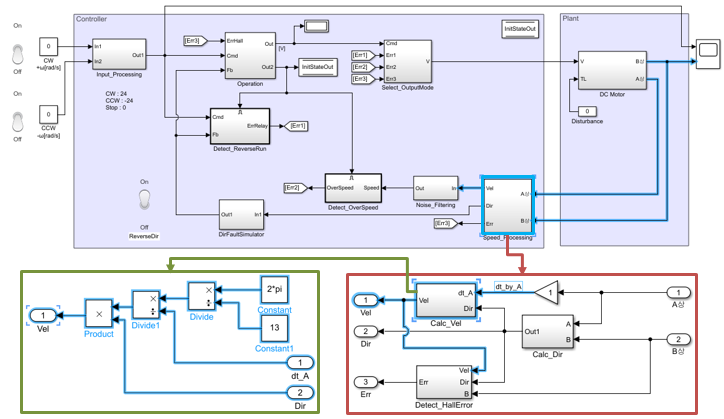 Controller
Plant
On
Off
0
CW
+ω[rad/s]
On
Off
0
CCW
-ω[rad/s]
In1
In2
Out1
Input_Processing
CW : 24
CCW : -24
Stop : 0
[Err3]
ErrHall
Cmd
Fb
Out
Out2
Operation
[V]
InitStateOut
InitStateOut
[Err1]
[Err2]
[Err3]
Cmd
Err1
Err2
Err3
V
Select_OutputMode
V
TL
B상
A상
DC Motor
0
Disturbance
Cmd
Fb
ErrRelay
Detect_ReverseRun
[Err1]
[Err2]
OverSpeed
Speed
Detect_OverSpeed
Out
In
Noise_Filtering
Vel
Dir
Err
A상
B상
Speed_Processing
[Err3]
On
Off
ReverseDir
Out1
In1
DirFaultSimulator
1
Vel
×
Product
×
÷
Divide1
×
÷
Divide
2*pi
Constant
13
Constant1
1
dt_A
2
Dir
1
Vel
2
Dir
3
Err
dt_A
Vel
Dir
Calc_Vel
dt_by_A
1
1
A상
Out1
A
B
Calc_Dir
2
B상
Vel
Err
Dir
B
Detect_HallError